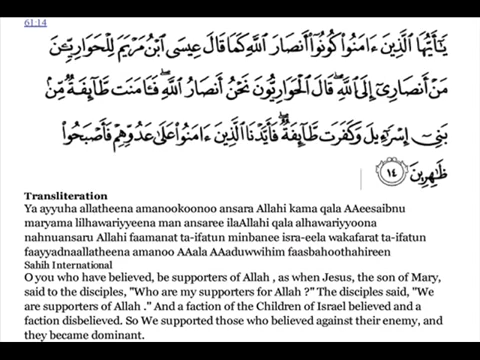 61:14
يَـٰٓأَيُّهَا ٱلَّذِينَ ءَامَنُوا۟ كُونُوٓا۟ أَنصَارَ ٱللَّهِ كَمَا قَالَ عِيسَى ٱبْنُ مَرْيَمَ لِلْحَوَارِيِّـۧنَ
مَنْ أَنصَارِىٓ إِلَى ٱللَّهِ ۖ قَالَ ٱلْحَوَارِيُّونَ نَحْنُ أَنصَارُ ٱللَّهِ ۖ فَـَٔامَنَت طَّآئِفَةٌ مِّنۢ
بَنِىٓ إِسْرَٰٓءِيلَ وَكَفَرَت طَّآئِفَةٌ ۖ فَأَيَّدْنَا ٱلَّذِينَ ءَامَنُوا۟ عَلَىٰ عَدُوِّهِمْ فَأَصْبَحُوا۟
ظَـٰهِرِينَ ١٤
Transliteration
Ya ayyuha allatheena amanookoonoo ansara Allahi kama qala AAeesaibnu
maryama lilhawariyyeena man ansaree ilaAllahi qala alhawariyyoona
nahnuansaru Allahi faamanat ta-ifatun minbanee isra-eela wakafarat ta-ifatun
faayyadnaallatheena amanoo AAala AAaduwwihim faasbahoothahireen
Sahih International
O you who have believed, be supporters of Allah , as when Jesus, the son of Mary,
said to the disciples, "Who are my supporters for Allah ?" The disciples said, "We
are supporters of Allah ." And a faction of the Children of Israel believed and a
faction disbelieved. So We supported those who believed against their enemy, and
they became dominant.